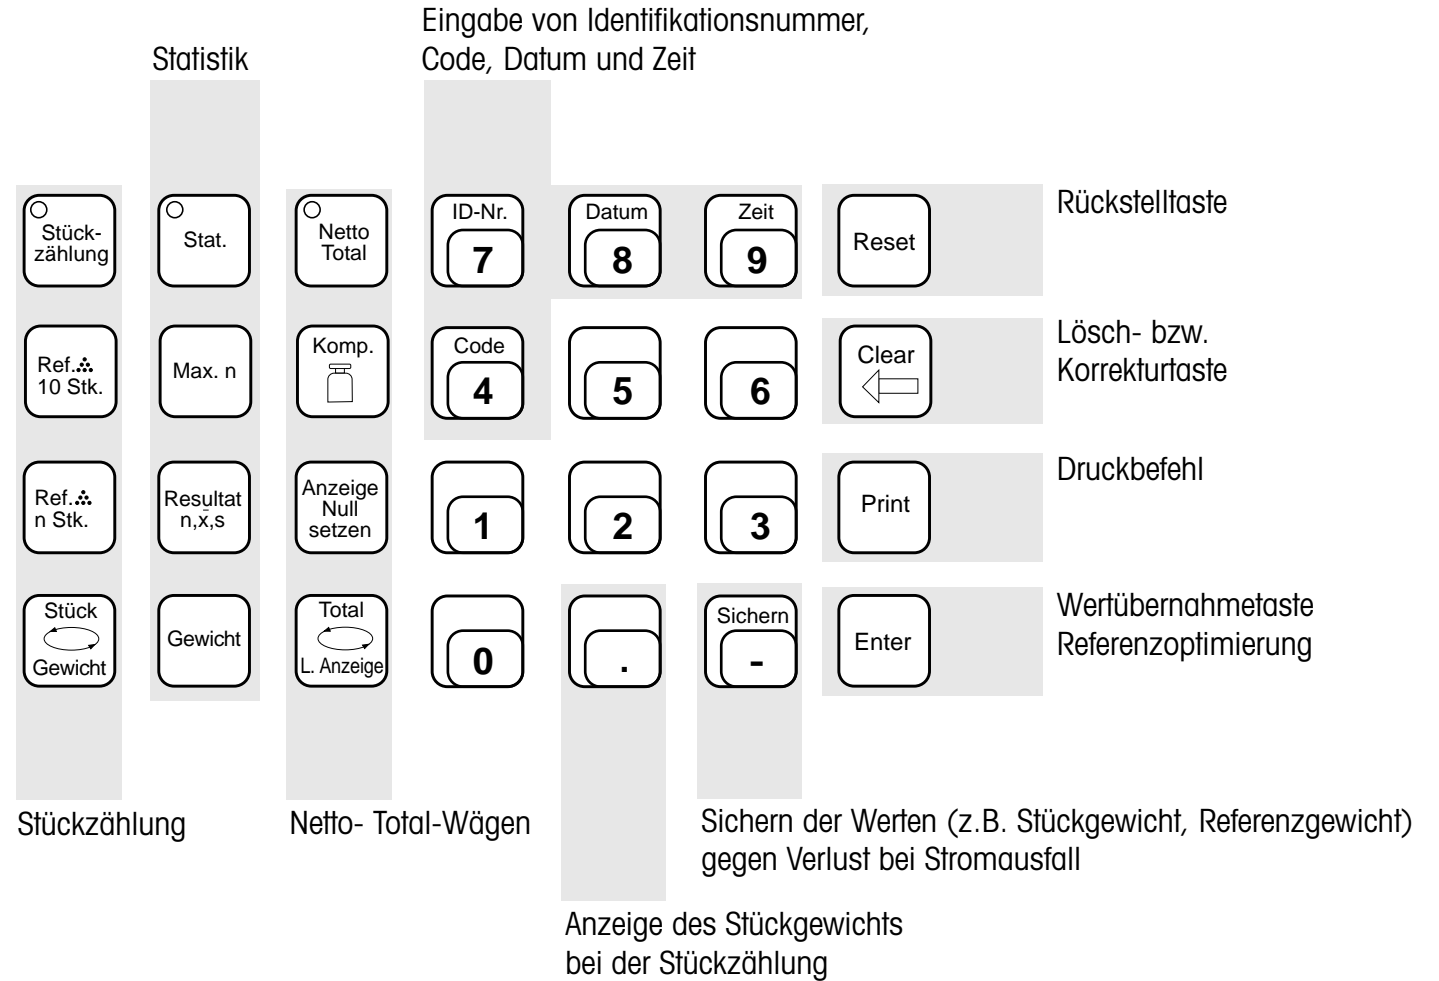 Eingabe von Identifikationsnummer,
Code, Datum und Zeit
Statistik
Stück-
zählung
Stat.
Netto
Total
ID-Nr.
7
Datum
8
Zeit
9
Reset
Rückstelltaste
Ref.
10 Stk.
Max. n
Komp.
Code
4
5
6
Clear
Lösch- bzw.
Korrekturtaste
Ref.
n Stk.
Resultat
n,x̄,s
Anzeige
Null
setzen
1
2
3
Print
Druckbefehl
Stück
Gewicht
Gewicht
Total
L. Anzeige
0
.
Sichern
-
Enter
Wertübernahmetaste
Referenzoptimierung
Stückzählung
Netto- Total-Wägen
Sichern der Werten (z.B. Stückgewicht, Referenzgewicht)
gegen Verlust bei Stromausfall
Anzeige des Stückgewichts
bei der Stückzählung